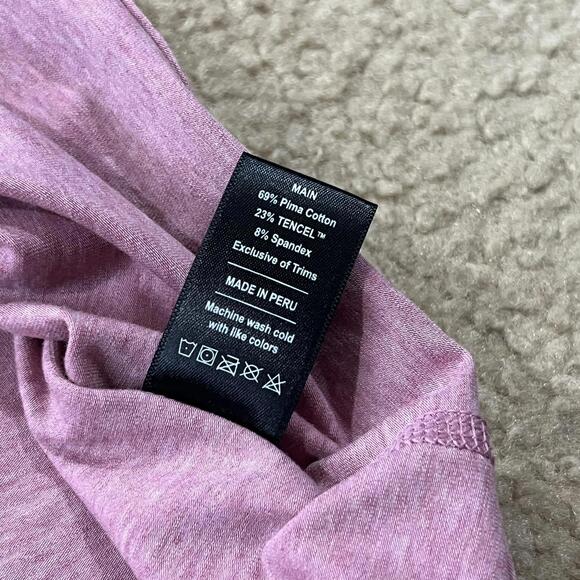 MAIN
69% Pima Cotton
23% TENCEL™
8% Spandex
Exclusive of Trims
MADE IN PERU
Machine wash cold
with like colors